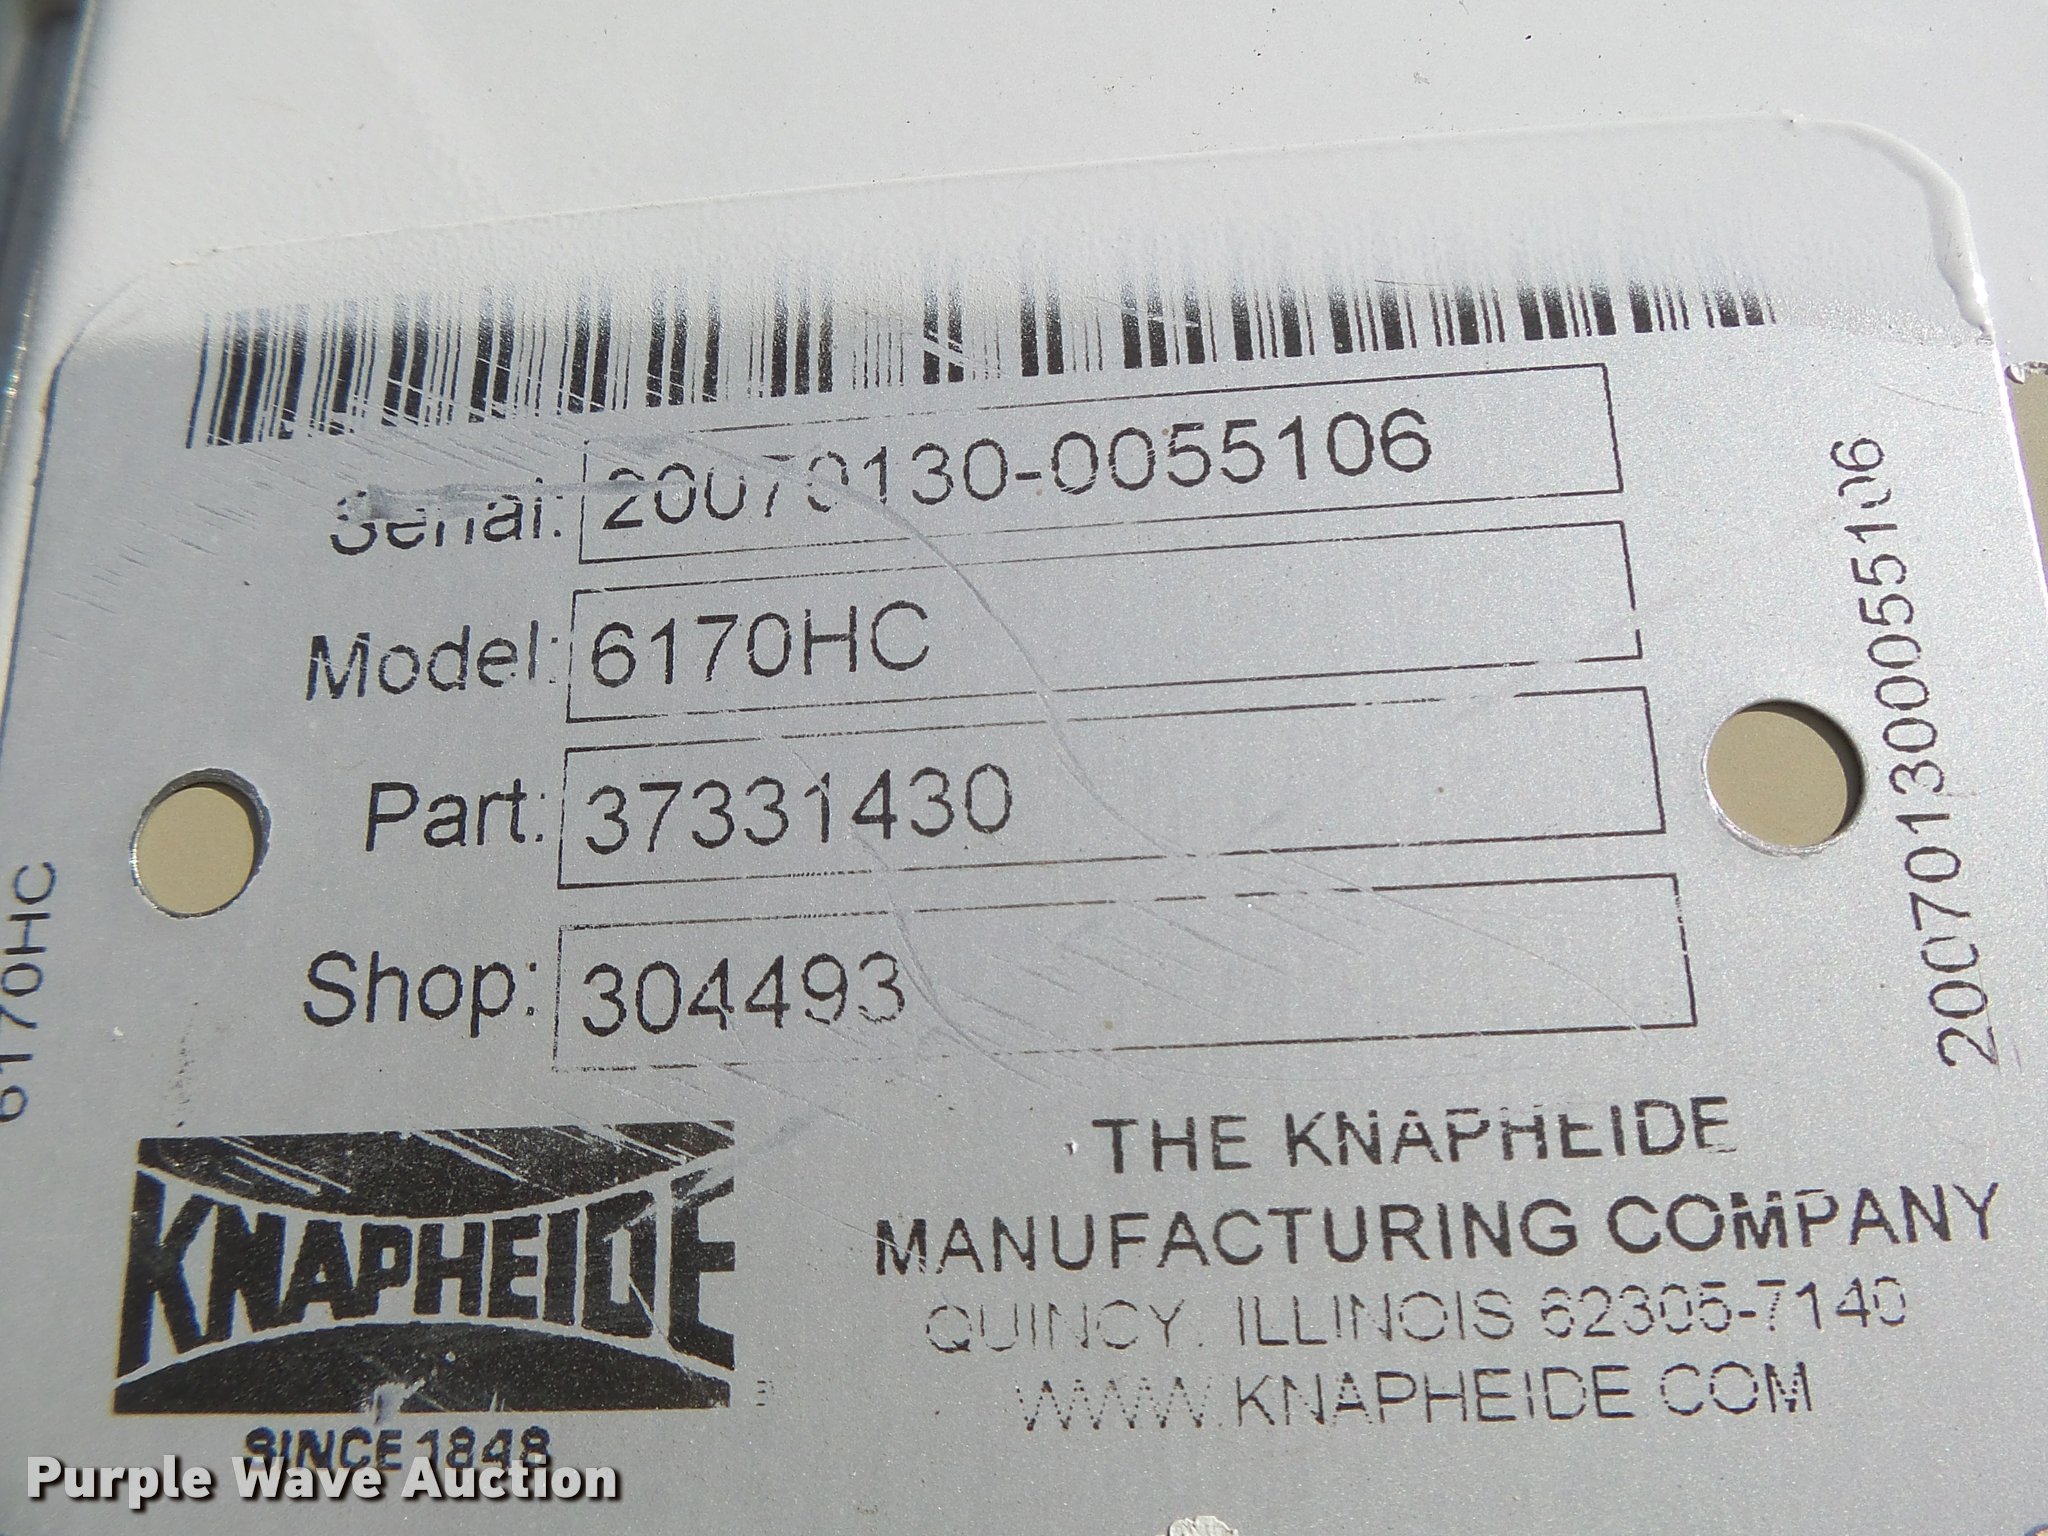 Serial: 20070130-0055106
Model: 6170HC
Part: 37331430
Shop: 304493
200701300055106
6170HC
KNAPHEIDE
SINCE 1848
THE KNAPHEIDE
MANUFACTURING COMPANY
QUINCY, ILLINOIS 62305-7140
WWW.KNAPHEIDE.COM
Purple Wave Auction